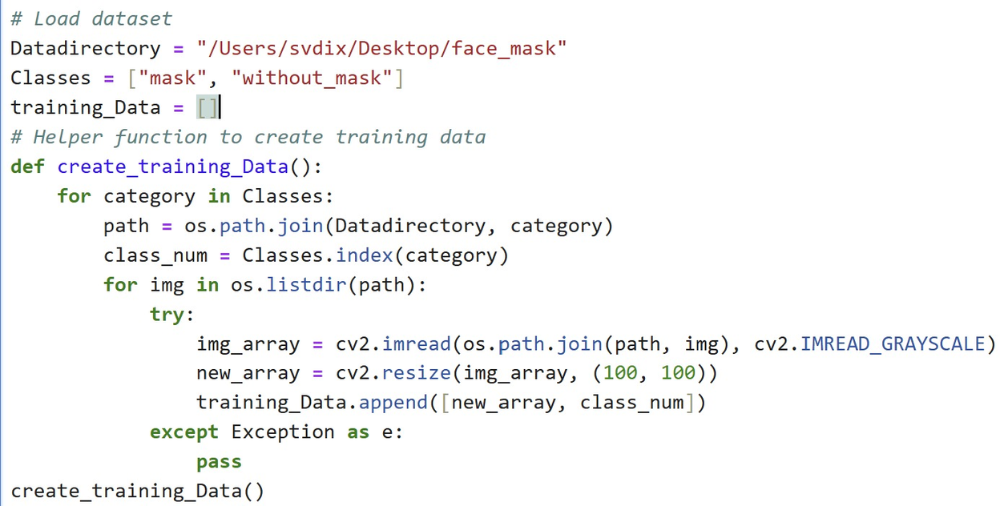 # Load dataset
Datadirectory = "/Users/svdix/Desktop/face_mask"
Classes = ["mask", "without_mask"]
training_Data = []
# Helper function to create training data
def create_training_Data():
    for category in Classes:
        path = os.path.join(Datadirectory, category)
        class_num = Classes.index(category)
        for img in os.listdir(path):
            try:
                img_array = cv2.imread(os.path.join(path, img), cv2.IMREAD_GRAYSCALE)
                new_array = cv2.resize(img_array, (100, 100))
                training_Data.append([new_array, class_num])
            except Exception as e:
                pass
create_training_Data()